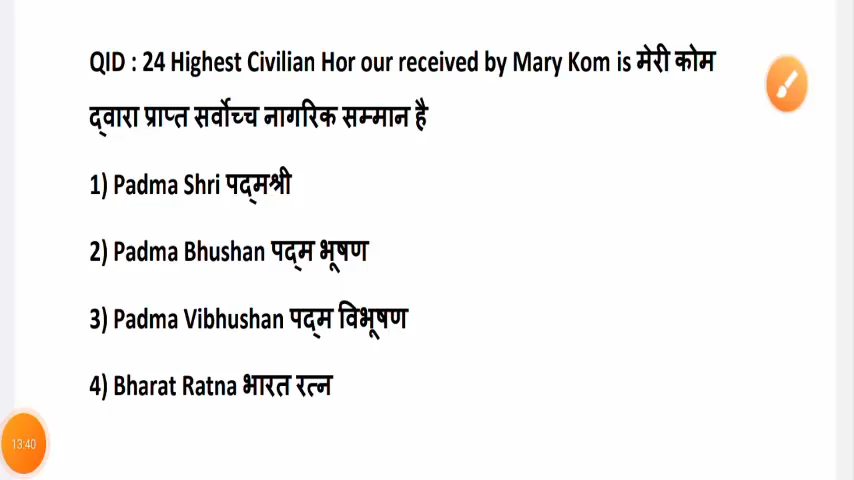 QID : 24 Highest Civilian Hor our received by Mary Kom is मेरी कोम
द्वारा प्राप्त सर्वोच्च नागरिक सम्मान है
1) Padma Shri पद्मश्री
2) Padma Bhushan पद्म भूषण
3) Padma Vibhushan पद्म विभूषण
4) Bharat Ratna भारत रत्न
13:40